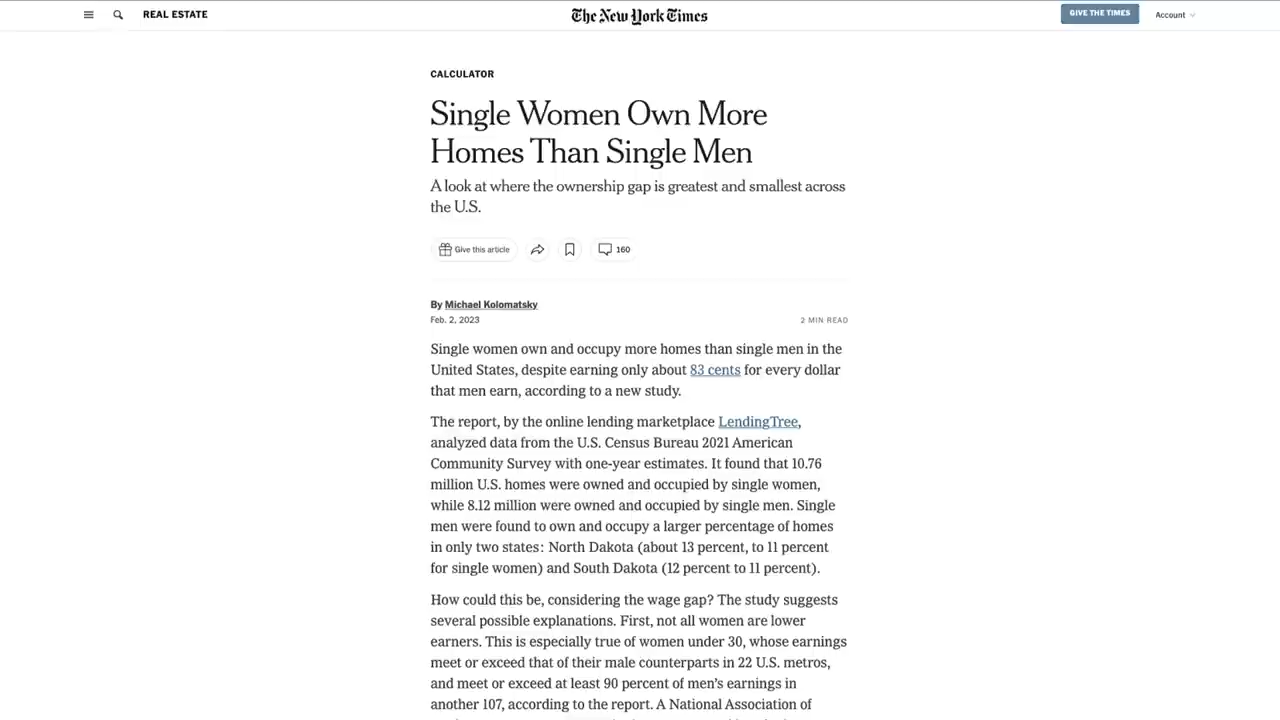 REAL ESTATE
The New York Times
GIVE THE TIMES
Account
CALCULATOR
Single Women Own More
Homes Than Single Men
A look at where the ownership gap is greatest and smallest across
the U.S.
Give this article
160
By Michael Kolomatsky
Feb. 2, 2023
2 MIN READ
Single women own and occupy more homes than single men in the
United States, despite earning only about 83 cents for every dollar
that men earn, according to a new study.
The report, by the online lending marketplace LendingTree,
analyzed data from the U.S. Census Bureau 2021 American
Community Survey with one-year estimates. It found that 10.76
million U.S. homes were owned and occupied by single women,
while 8.12 million were owned and occupied by single men. Single
men were found to own and occupy a larger percentage of homes
in only two states: North Dakota (about 13 percent, to 11 percent
for single women) and South Dakota (12 percent to 11 percent).
How could this be, considering the wage gap? The study suggests
several possible explanations. First, not all women are lower
earners. This is especially true of women under 30, whose earnings
meet or exceed that of their male counterparts in 22 U.S. metros,
and meet or exceed at least 90 percent of men's earnings in
another 107, according to the report. A National Association of